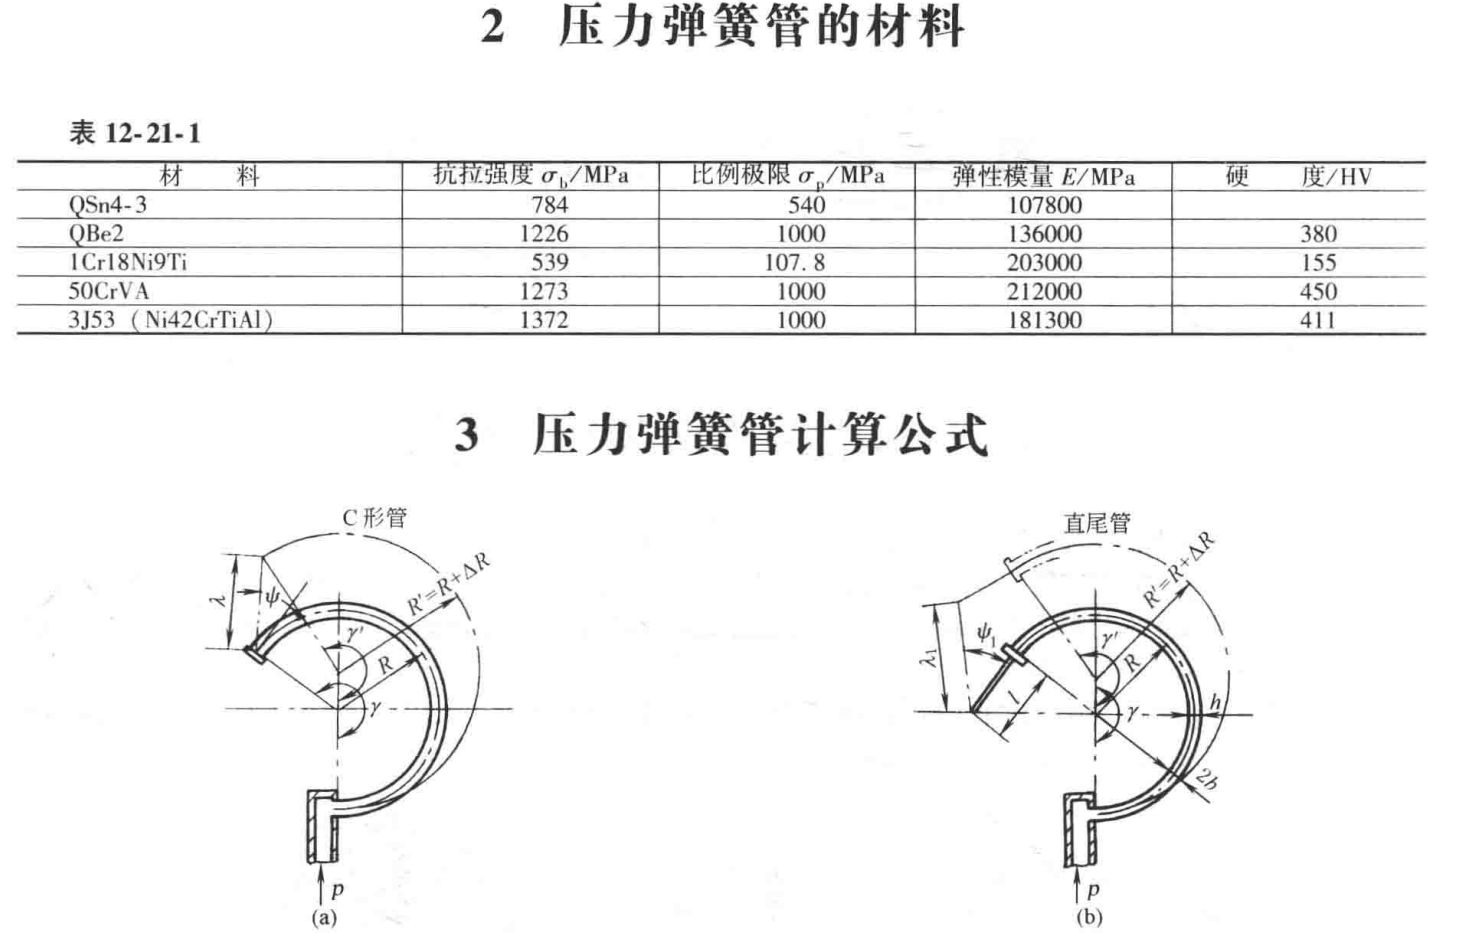 2 压力弹簧管的材料
表 12-21-1
材 料 抗拉强度 σb/MPa 比例极限 σp/MPa 弹性模量 E/MPa 硬 度/HV
QSn4-3 784 540 107800
QBe2 1226 1000 136000 380
1Cr18Ni9Ti 539 107.8 203000 155
50CrVA 1273 1000 212000 450
3J53 (Ni42CrTiAl) 1372 1000 181300 411
3 压力弹簧管计算公式
C 形管
λ
ψ
R'=R+ΔR
γ'
R
γ
p
(a)
直尾管
λ1
ψ1
R'=R+ΔR
γ'
R
l
γ
h
2b
p
(b)